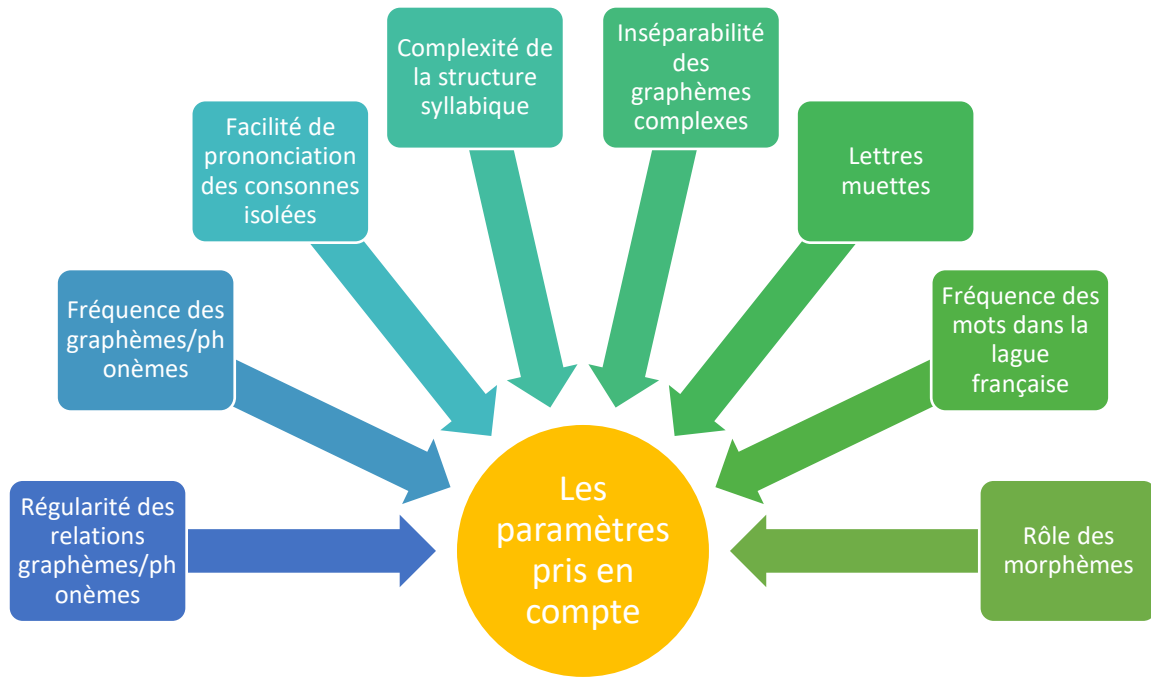 Complexité de
la structure
syllabique
Inséparabilité
des
graphèmes
complexes
Facilité de
prononciation
des consonnes
isolées
Lettres
muettes
Fréquence des
graphèmes/ph
onèmes
Fréquence des
mots dans la
lague
française
Régularité des
relations
graphèmes/ph
onèmes
Les
paramètres
pris en
compte
Rôle des
morphèmes